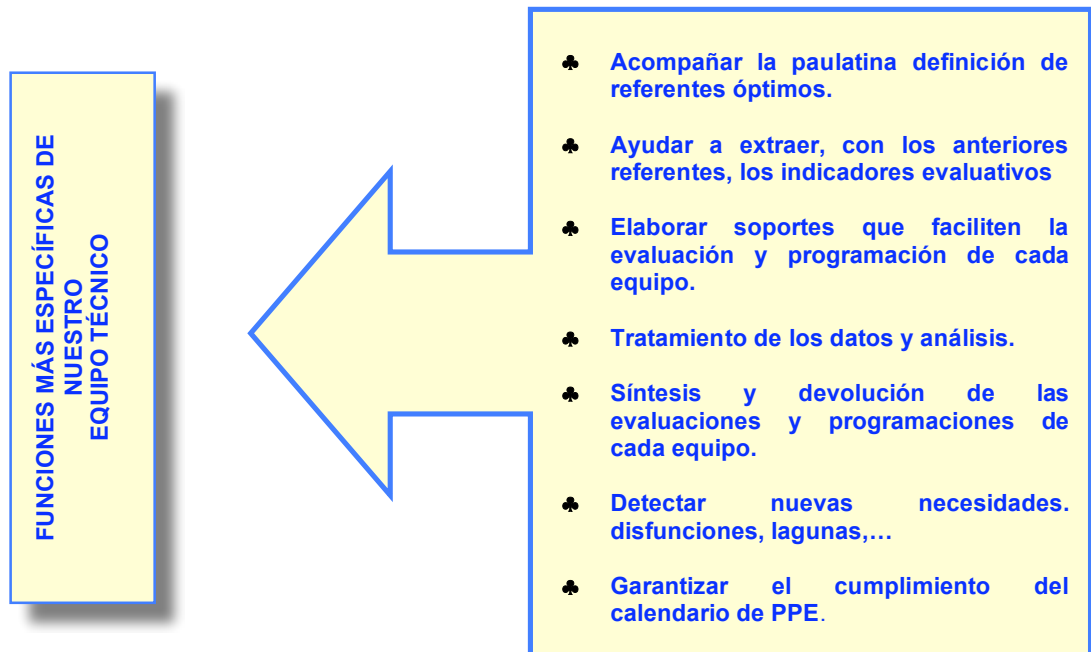 FUNCIONES MÁS ESPECÍFICAS DE
NUESTRO
EQUIPO TÉCNICO
♣ Acompañar la paulatina definición de
referentes óptimos.
♣ Ayudar a extraer, con los anteriores
referentes, los indicadores evaluativos
♣ Elaborar soportes que faciliten la
evaluación y programación de cada
equipo.
♣ Tratamiento de los datos y análisis.
♣ Síntesis y devolución de las
evaluaciones y programaciones de
cada equipo.
♣ Detectar nuevas necesidades.
disfunciones, lagunas,...
♣ Garantizar el cumplimiento del
calendario de PPE.